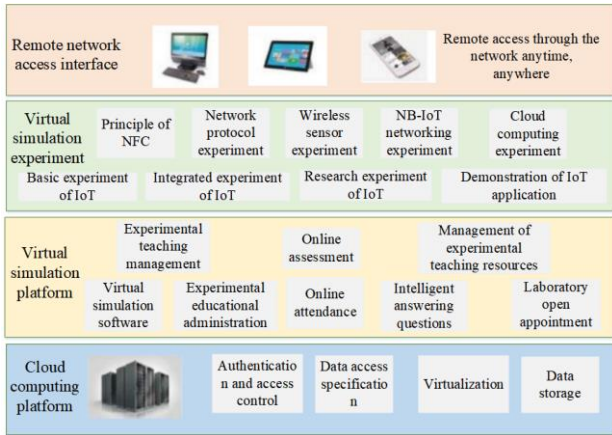 Remote network
access interface
Remote access through the
network anytime,
anywhere
Virtual
simulation
experiment
Principle of
NFC
Network
protocol
experiment
Wireless
sensor
experiment
NB-IoT
networking
experiment
Cloud
computing
experiment
Basic experiment
of IoT
Integrated experiment
of IoT
Research experiment
of IoT
Demonstration of IoT
application
Virtual
simulation
platform
Experimental
teaching
management
Online
assessment
Management of
experimental
teaching resources
Virtual
simulation
software
Experimental
educational
administration
Online
attendance
Intelligent
answering
questions
Laboratory
open
appointment
Cloud
computing
platform
Authenticatio
n and access
control
Data access
specificatio
n
Virtualization
Data
storage